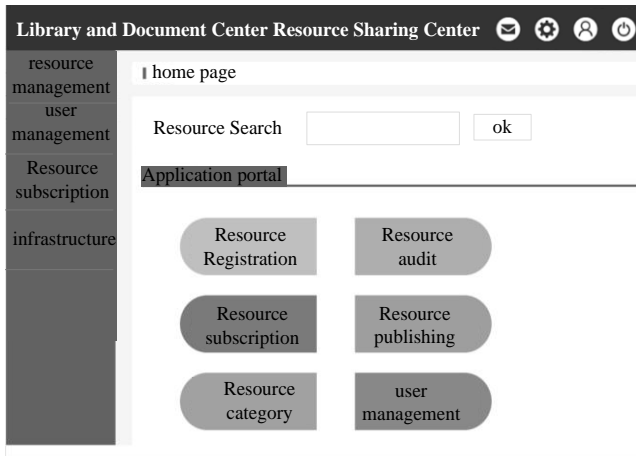 Library and Document Center Resource Sharing Center
resource
management
user
management
Resource
subscription
infrastructure
home page
Resource Search
ok
Application portal
Resource
Registration
Resource
audit
Resource
subscription
Resource
publishing
Resource
category
user
management